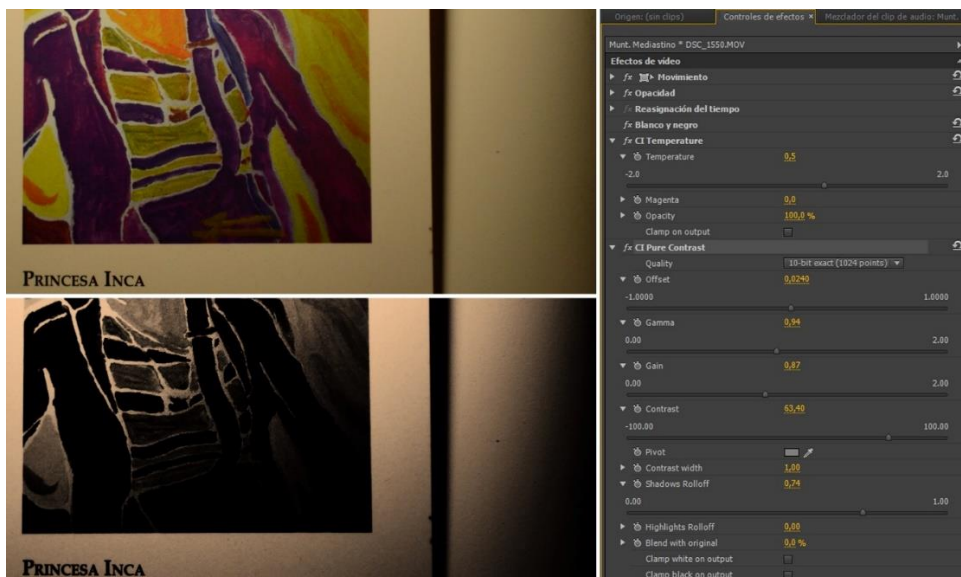 PRINCESA INCA
PRINCESA INCA
Origen: (sin clips)
Controles de efectos ×
Mezclador del clip de audio: Munt.
Munt. Mediastino * DSC_1550.MOV
Efectos de vídeo
fx Movimiento
fx Opacidad
fx Reasignación del tiempo
fx Blanco y negro
fx CI Temperature
Temperature 0,5
-2.0 2.0
Magenta 0,0
Opacity 100,0 %
Clamp on output
fx CI Pure Contrast
Quality 10-bit exact (1024 points)
Offset 0,0240
-1.0000 1.0000
Gamma 0,94
0.00 2.00
Gain 0,87
0.00 2.00
Contrast 63,40
-100.00 100.00
Pivot
Contrast width 1,00
Shadows Rolloff 0,74
0.00 1.00
Highlights Rolloff 0,00
Blend with original 0,0 %
Clamp white on output
Clamp black on output